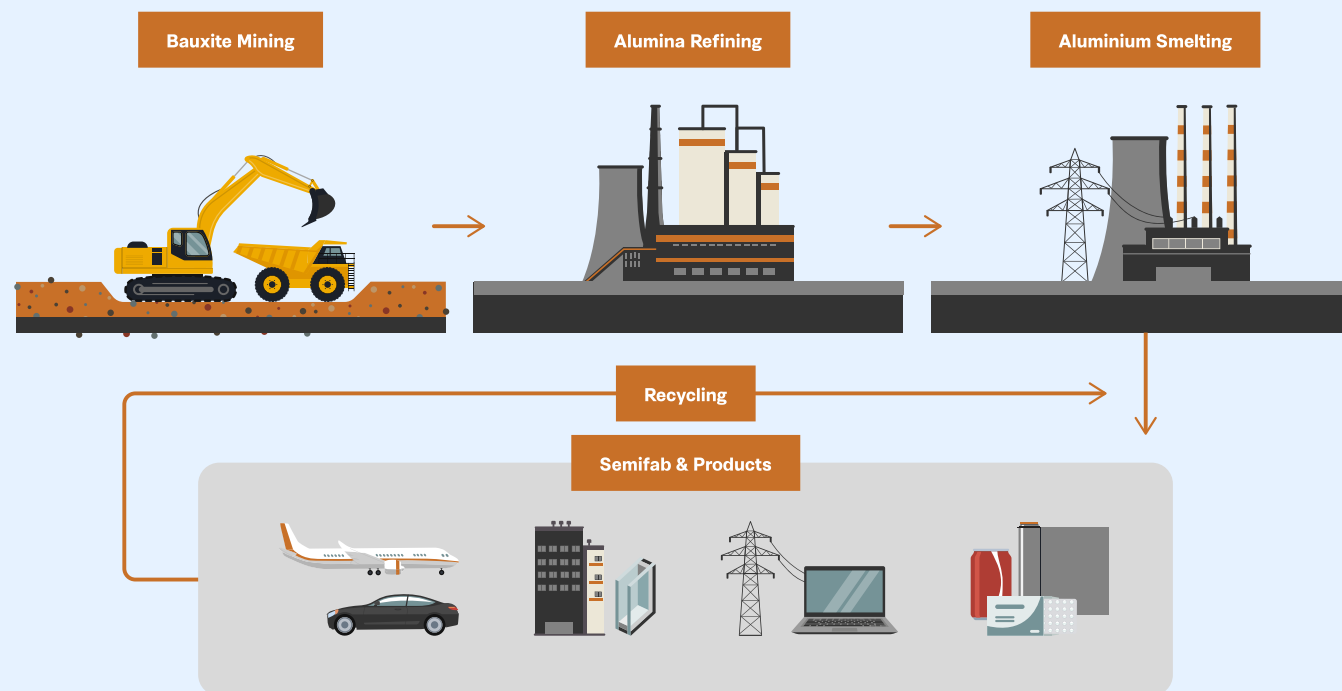 Bauxite Mining
Alumina Refining
Aluminium Smelting
Recycling
Semifab & Products